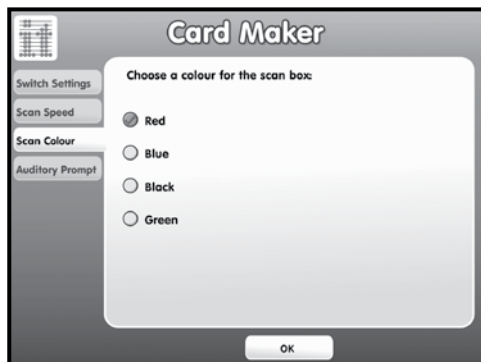 Card Maker
Switch Settings
Scan Speed
Scan Colour
Auditory Prompt
Choose a colour for the scan box:
Red
Blue
Black
Green
OK